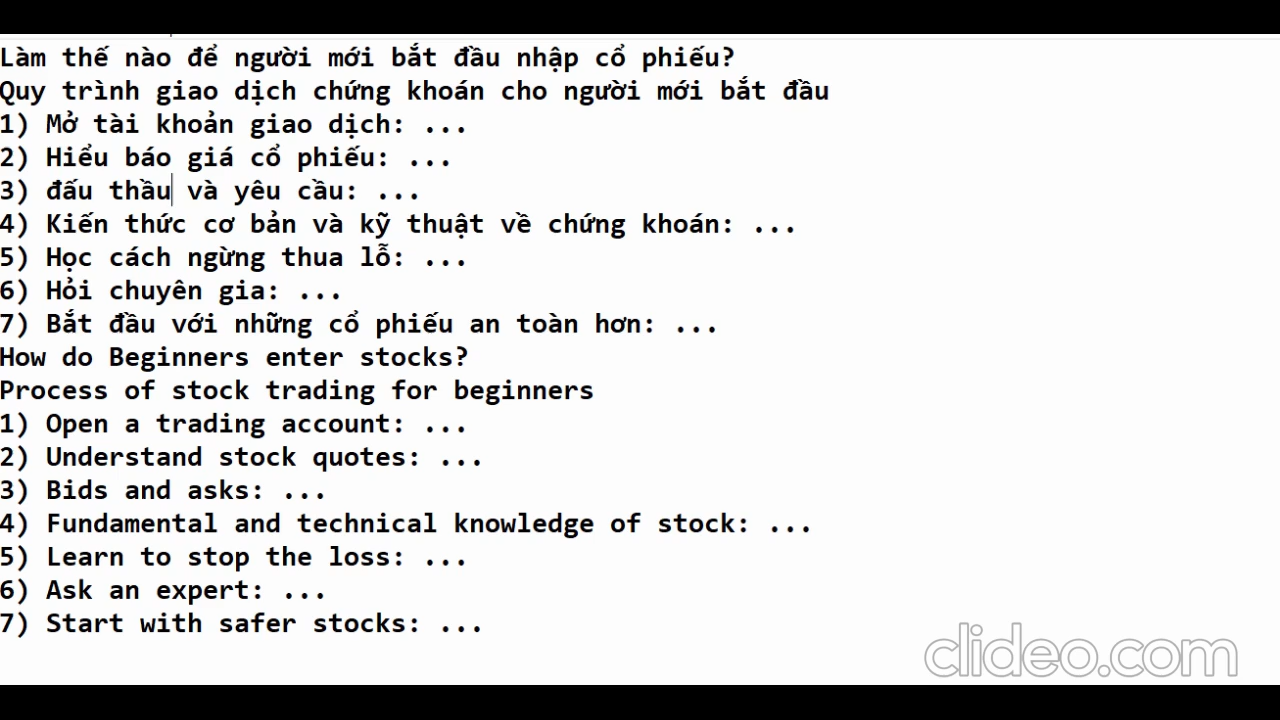 Làm thế nào để người mới bắt đầu nhập cổ phiếu?
Quy trình giao dịch chứng khoán cho người mới bắt đầu
1) Mở tài khoản giao dịch: ...
2) Hiểu báo giá cổ phiếu: ...
3) đấu thầu và yêu cầu: ...
4) Kiến thức cơ bản và kỹ thuật về chứng khoán: ...
5) Học cách ngừng thua lỗ: ...
6) Hỏi chuyên gia: ...
7) Bắt đầu với những cổ phiếu an toàn hơn: ...
How do Beginners enter stocks?
Process of stock trading for beginners
1) Open a trading account: ...
2) Understand stock quotes: ...
3) Bids and asks: ...
4) Fundamental and technical knowledge of stock: ...
5) Learn to stop the loss: ...
6) Ask an expert: ...
7) Start with safer stocks: ...
clideo.com